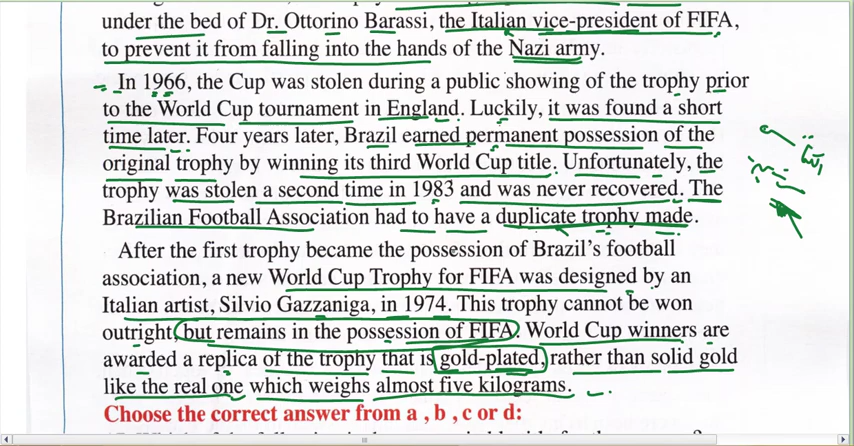 under the bed of Dr. Ottorino Barassi, the Italian vice-president of FIFA,
to prevent it from falling into the hands of the Nazi army.
In 1966, the Cup was stolen during a public showing of the trophy prior
to the World Cup tournament in England. Luckily, it was found a short
time later. Four years later, Brazil earned permanent possession of the
original trophy by winning its third World Cup title. Unfortunately, the
trophy was stolen a second time in 1983 and was never recovered. The
Brazilian Football Association had to have a duplicate trophy made.
After the first trophy became the possession of Brazil's football
association, a new World Cup Trophy for FIFA was designed by an
Italian artist, Silvio Gazzaniga, in 1974. This trophy cannot be won
outright, but remains in the possession of FIFA. World Cup winners are
awarded a replica of the trophy that is gold-plated, rather than solid gold
like the real one which weighs almost five kilograms.
Choose the correct answer from a , b , c or d: